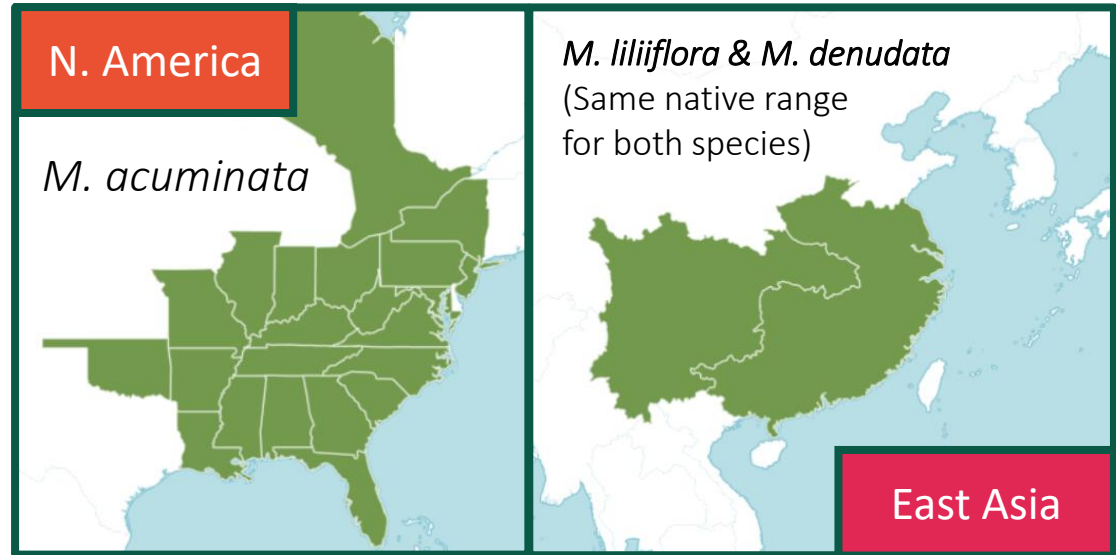 N. America
M. acuminata
M. liliiflora & M. denudata
(Same native range
for both species)
East Asia